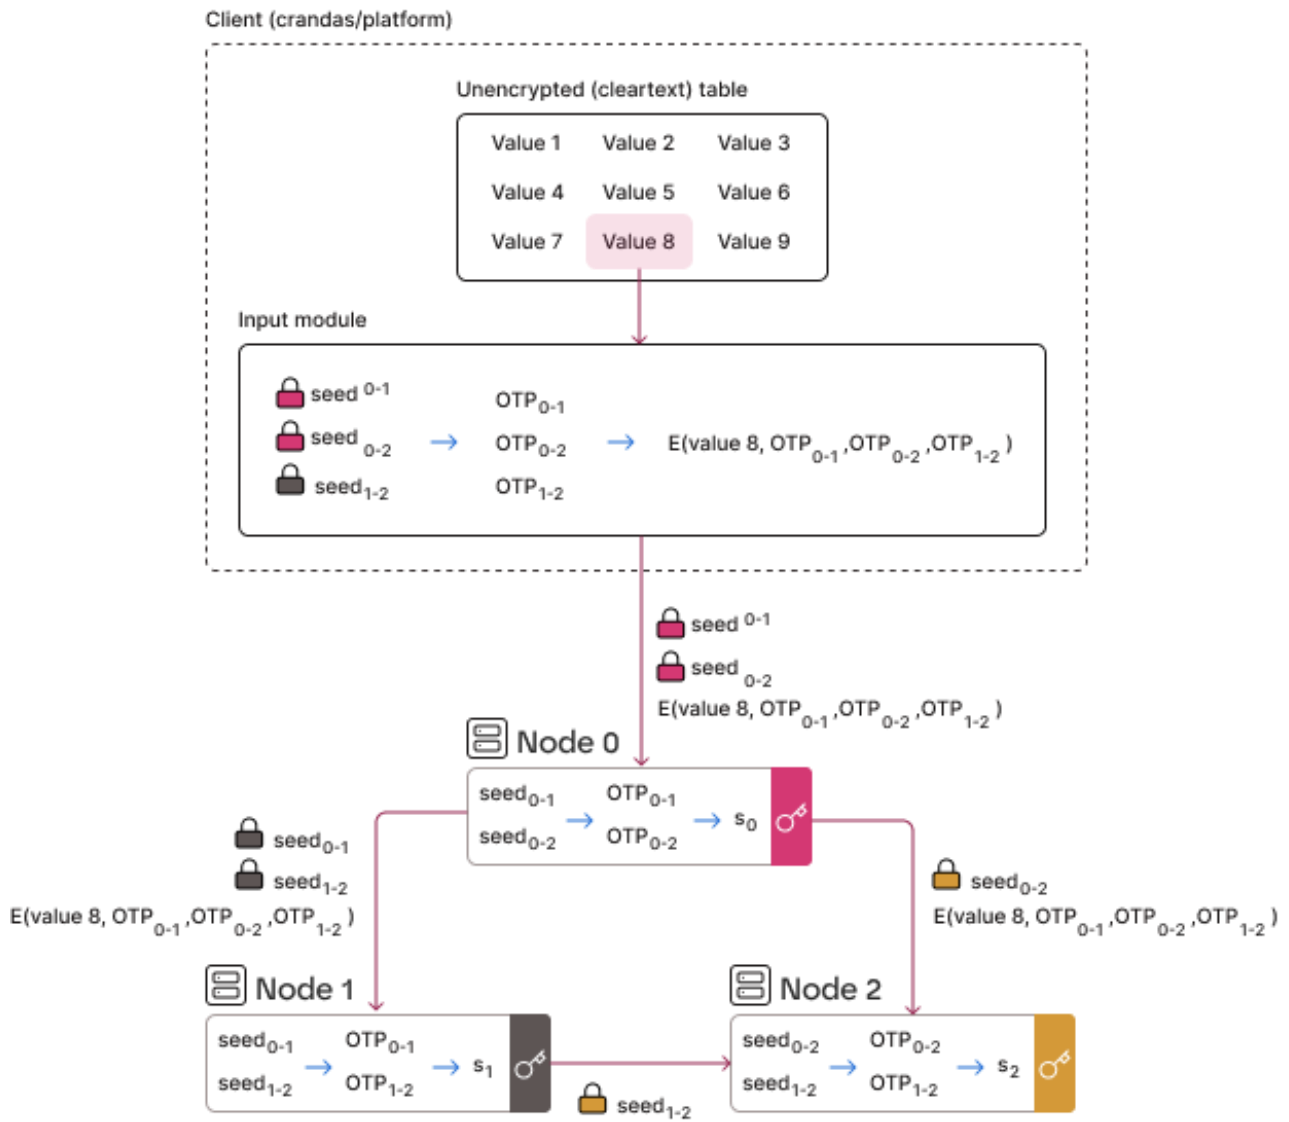 Client (crandas/platform)
Unencrypted (cleartext) table
Value 1 Value 2 Value 3
Value 4 Value 5 Value 6
Value 7 Value 8 Value 9
Input module
seed 0-1
seed 0-2
seed1-2
OTP0-1
OTP0-2
OTP1-2
E(value 8, OTP0-1 ,OTP0-2 ,OTP1-2 )
seed 0-1
seed 0-2
E(value 8, OTP0-1 ,OTP0-2 ,OTP1-2 )
Node 0
seed0-1 OTP0-1
seed0-2 OTP0-2
s0
seed0-1
seed1-2
E(value 8, OTP0-1 ,OTP0-2 ,OTP1-2 )
seed0-2
E(value 8, OTP0-1 ,OTP0-2 ,OTP1-2 )
Node 1
seed0-1 OTP0-1
seed1-2 OTP1-2
s1
seed1-2
Node 2
seed0-2 OTP0-2
seed1-2 OTP1-2
s2